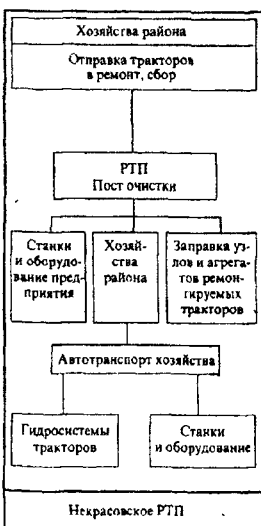 Хозяйства района
Отправка тракторов
в ремонт, сбор
РТП
Пост очистки
Станки
и оборудо-
вание пред-
приятия
Хозяй-
ства
района
Заправка уз-
лов и агрега-
тов ремон-
тируемых
тракторов
Автотранспорт хозяйства
Гидросистемы
тракторов
Станки
и оборудование
Некрасовское РТП